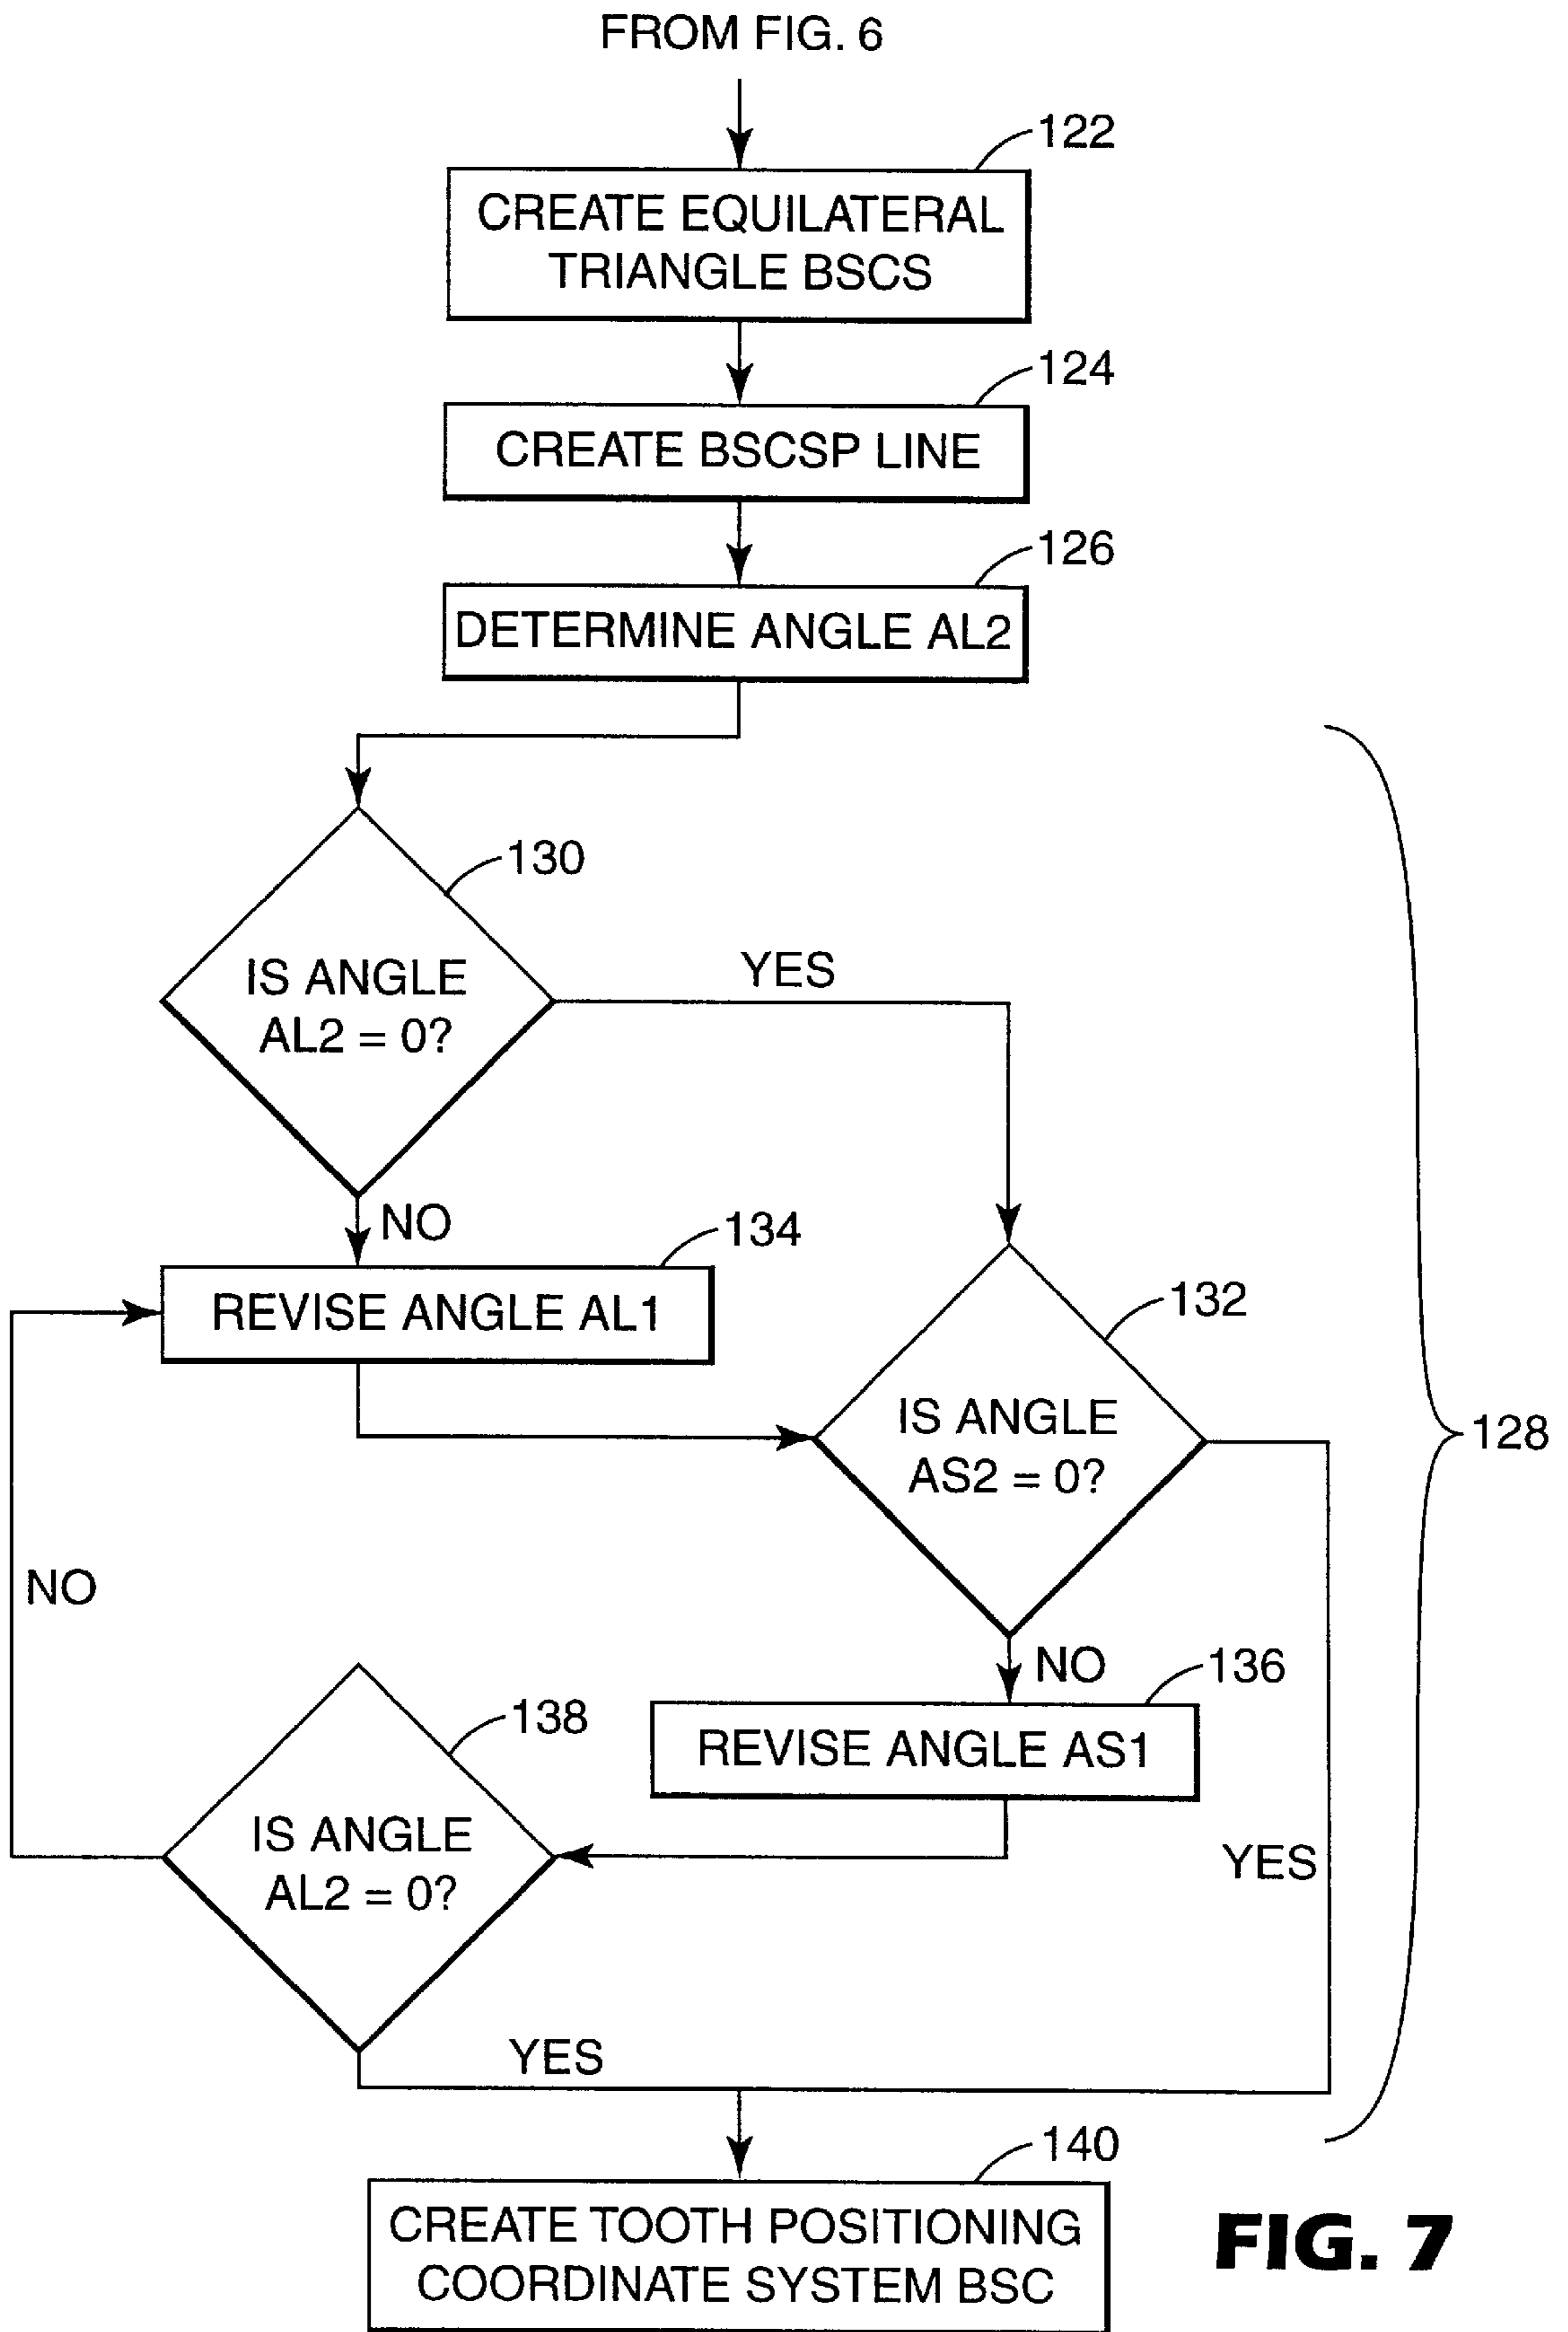 FROM FIG. 6
122
CREATE EQUILATERAL
TRIANGLE BSCS
124
CREATE BSCSP LINE
126
DETERMINE ANGLE AL2
130
IS ANGLE
AL2 = 0?
YES
NO
134
REVISE ANGLE AL1
132
IS ANGLE
AS2 = 0?
128
NO
NO
136
REVISE ANGLE AS1
138
IS ANGLE
AL2 = 0?
YES
YES
140
CREATE TOOTH POSITIONING
COORDINATE SYSTEM BSC
FIG. 7